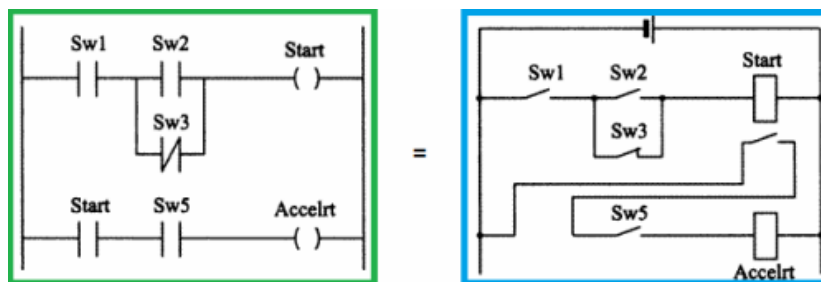 Sw1 Sw2 Start
Sw3
Start Sw5 Accelrt
=
Sw1 Sw2 Start
Sw3
Sw5
Accelrt